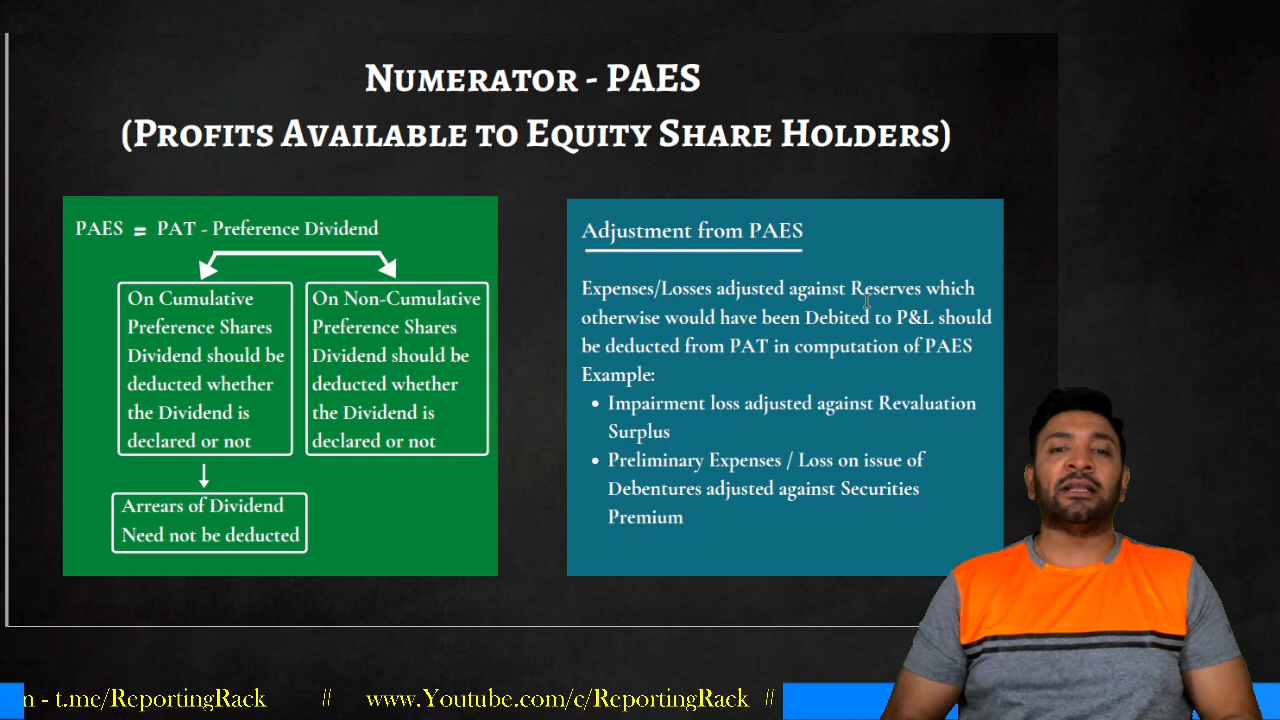 Numerator - PAES
(Profits Available to Equity Share Holders)
PAES = PAT - Preference Dividend
On Cumulative
Preference Shares
Dividend should be
deducted whether
the Dividend is
declared or not
On Non-Cumulative
Preference Shares
Dividend should be
deducted whether
the Dividend is
declared or not
Arrears of Dividend
Need not be deducted
Adjustment from PAES
Expenses/Losses adjusted against Reserves which
otherwise would have been Debited to P&L should
be deducted from PAT in computation of PAES
Example:
• Impairment loss adjusted against Revaluation
Surplus
• Preliminary Expenses / Loss on issue of
Debentures adjusted against Securities
Premium
- t.me/ReportingRack # www.Youtube.com/c/ReportingRack #